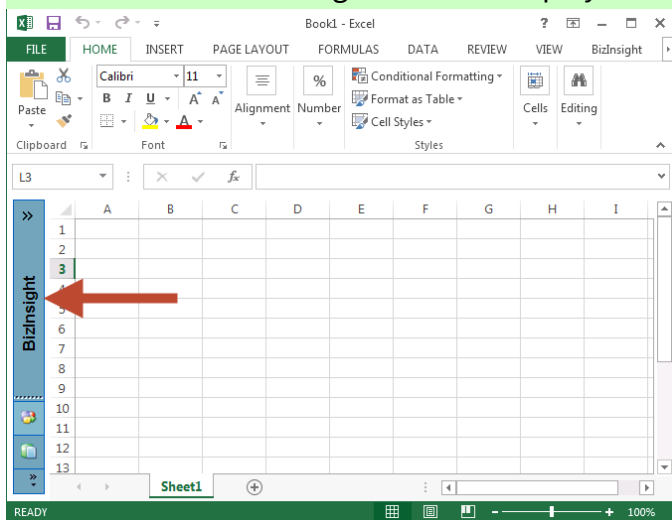 Book1 - Excel
?
FILE HOME INSERT PAGE LAYOUT FORMULAS DATA REVIEW VIEW BizInsight
Calibri 11
% Conditional Formatting
B I U A A Format as Table
Paste Alignment Number Cell Styles Cells Editing
A
Clipboard Font Styles
L3 fx
A B C D E F G H I
1
2
3
BizInsight
6
7
8
9
10
11
12
13
Sheet1
READY 100%